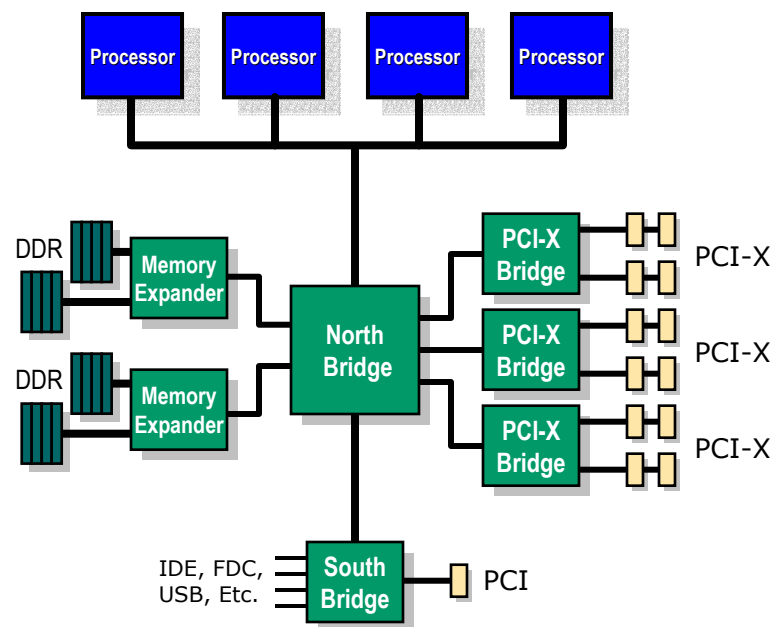 Processor
Processor
Processor
Processor
DDR
Memory
Expander
DDR
Memory
Expander
North
Bridge
PCI-X
Bridge
PCI-X
PCI-X
Bridge
PCI-X
PCI-X
Bridge
PCI-X
IDE, FDC,
USB, Etc.
South
Bridge
PCI